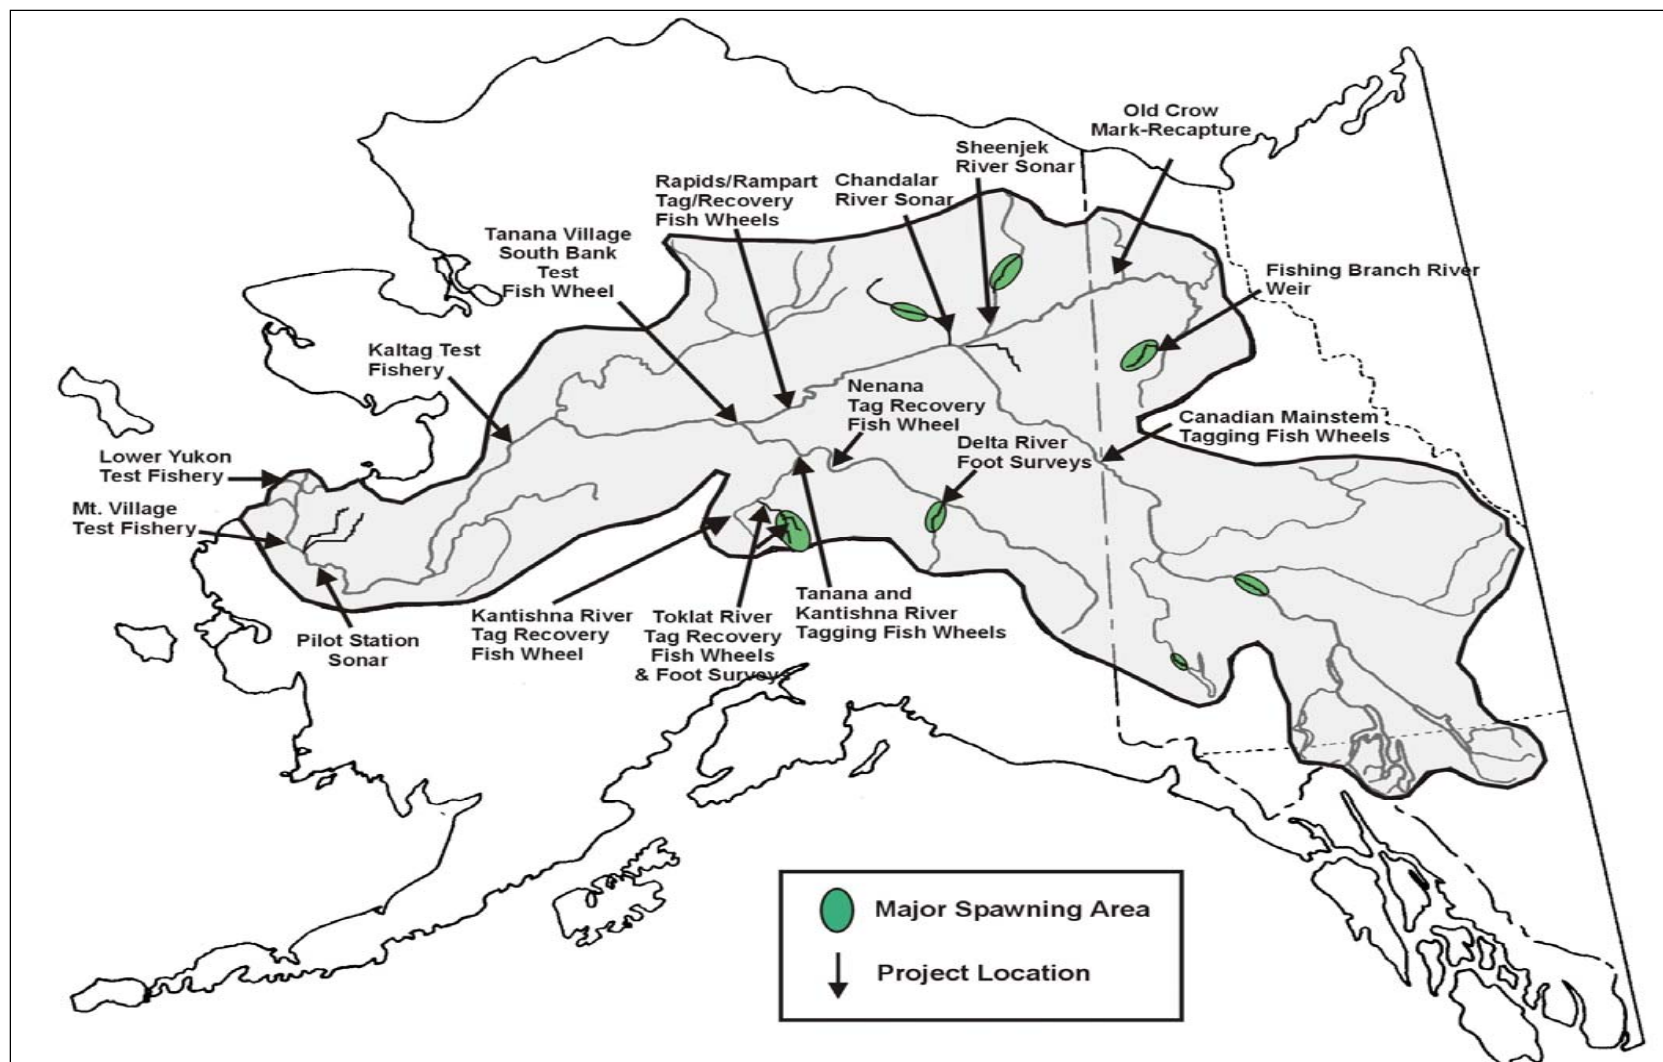 Old Crow
Mark-Recapture
Sheenjek
River Sonar
Chandalar
River Sonar
Rapids/Rampart
Tag/Recovery
Fish Wheels
Tanana Village
South Bank
Test
Fish Wheel
Fishing Branch River
Weir
Kaltag Test
Fishery
Nenana
Tag Recovery
Fish Wheel
Canadian Mainstem
Tagging Fish Wheels
Delta River
Foot Surveys
Lower Yukon
Test Fishery
Mt. Village
Test Fishery
Pilot Station
Sonar
Kantishna River
Tag Recovery
Fish Wheel
Toklat River
Tag Recovery
Fish Wheels
& Foot Surveys
Tanana and
Kantishna River
Tagging Fish Wheels
Major Spawning Area
Project Location